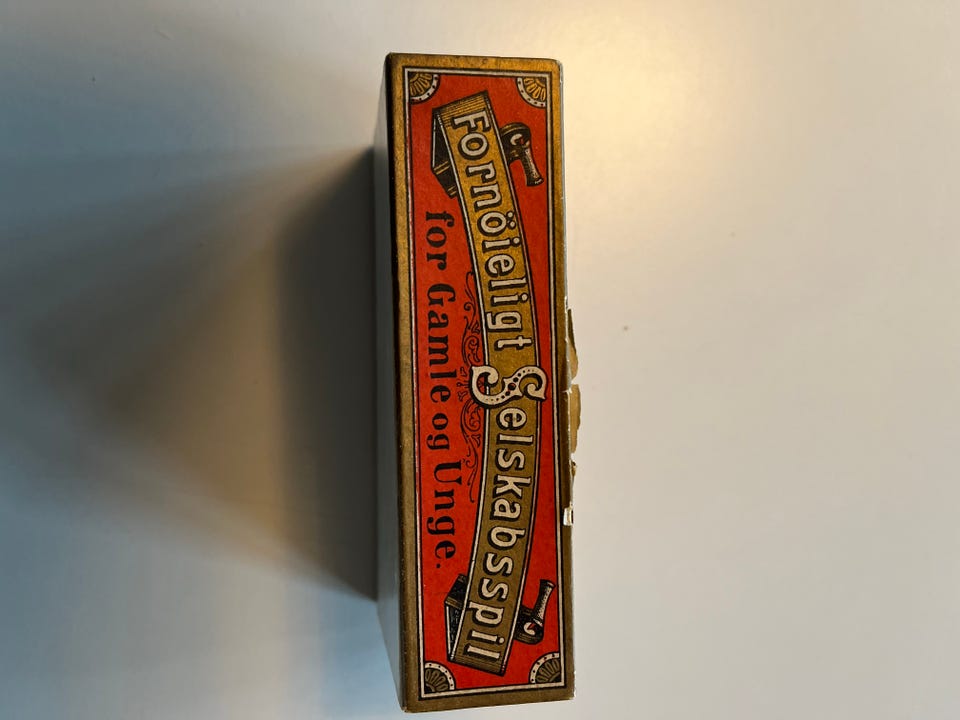 Fornöieligt Selskabsspil
for Gamle og Unge.